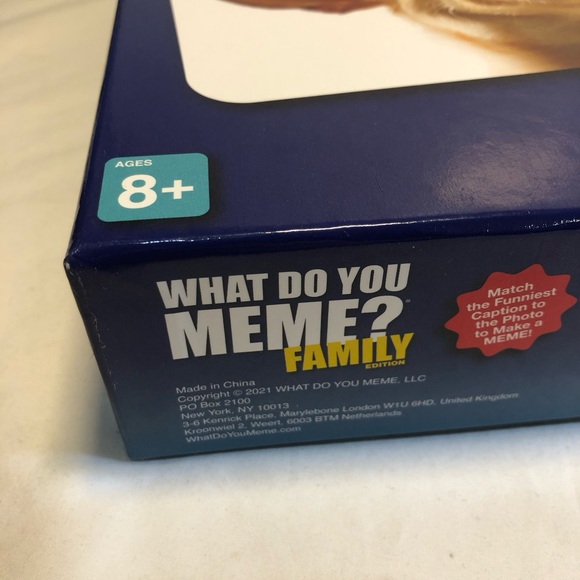 AGES
8+
WHAT DO YOU
MEME?
FAMILY
EDITION
Match
the Funniest
Caption to
the Photo
to Make a
MEME!
Made in China
Copyright © 2021 WHAT DO YOU MEME, LLC
PO Box 2100
New York, NY 10013
3-6 Kenrick Place, Marylebone London W1U 6HD, United Kingdom
Kroonwiel 2, Weert, 6003 BTM Netherlands
WhatDoYouMeme.com